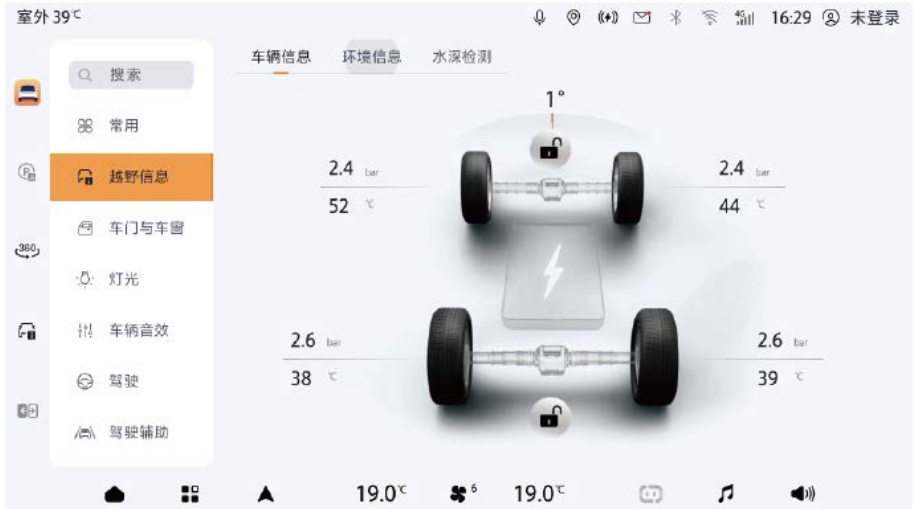 室外 39℃
4G
16:29
未登录
搜索
常用
越野信息
车门与车窗
灯光
车辆音效
驾驶
驾驶辅助
360
车辆信息 环境信息 水深检测
1°
2.4 bar
52 ℃
2.4 bar
44 ℃
2.6 bar
38 ℃
2.6 bar
39 ℃
19.0℃
6
19.0℃